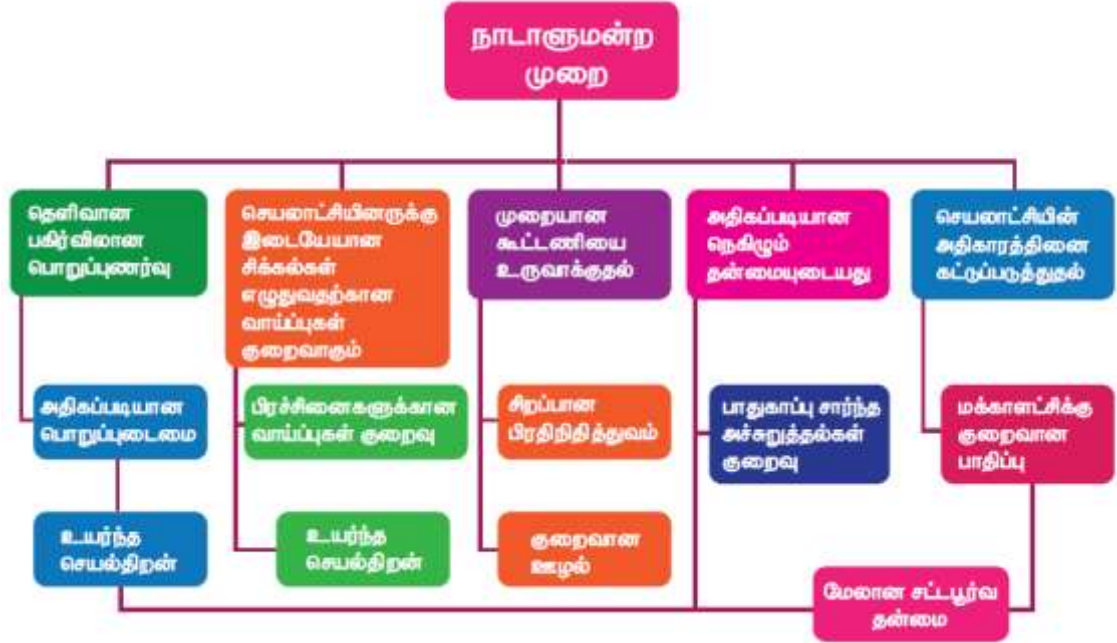 நாடாளுமன்ற
முறை
தெளிவான
பகிர்விலான
பொறுப்புணர்வு
செயலாட்சியினருக்கு
இடையேயான
சிக்கல்கள்
எழுதுவதற்கான
வாய்ப்புகள்
குறைவாகும்
முறையான
கூட்டணியை
உருவாக்குதல்
அதிகப்படியான
நெகிழும்
தன்மையுடையது
செயலாட்சியின்
அதிகாரத்தினை
கட்டுப்படுத்துதல்
அதிகப்படியான
பொறுப்புடைமை
பிரச்சினைகளுக்கான
வாய்ப்புகள் குறைவு
சிறப்பான
பிரதிநிதித்துவம்
பாதுகாப்பு சார்ந்த
அச்சுறுத்தல்கள்
குறைவு
மக்காளட்சிக்கு
குறைவான
பாதிப்பு
உயர்ந்த
செயல்திறன்
உயர்ந்த
செயல்திறன்
குறைவான
ஊழல்
மேலான சட்டபூர்வ
தன்மை